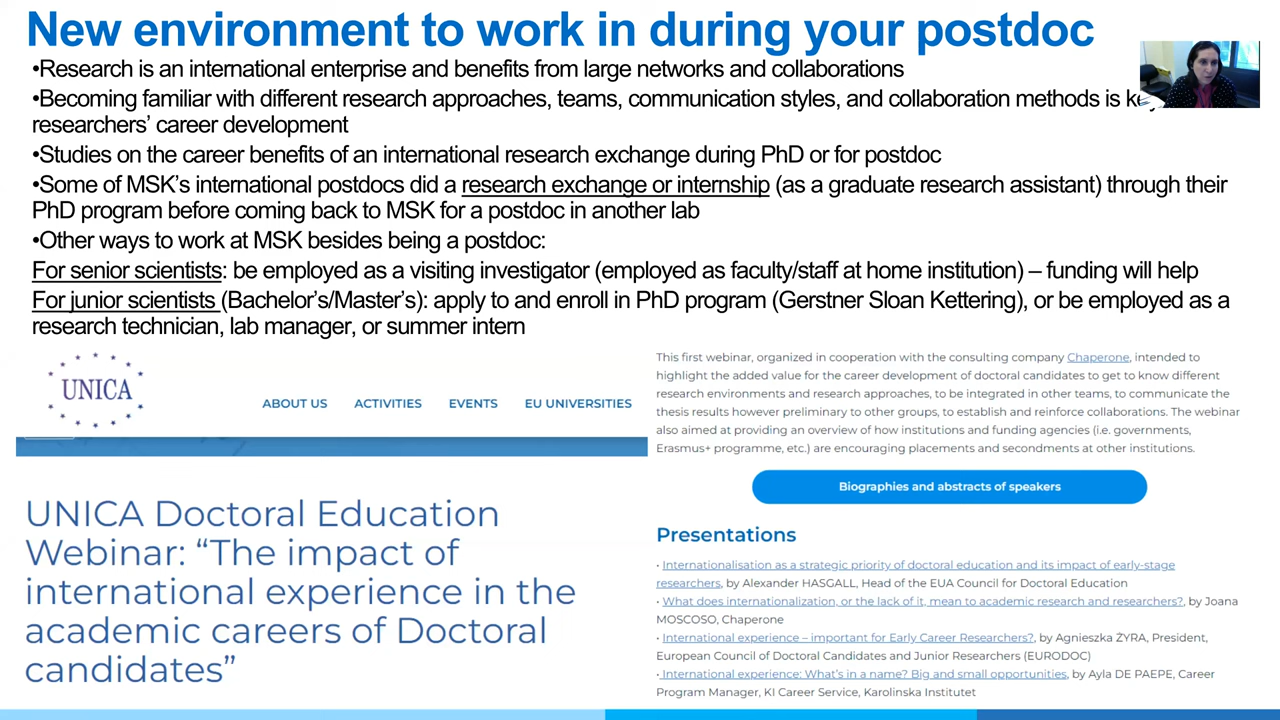 New environment to work in during your postdoc
•Research is an international enterprise and benefits from large networks and collaborations
•Becoming familiar with different research approaches, teams, communication styles, and collaboration methods is
researchers’ career development
•Studies on the career benefits of an international research exchange during PhD or for postdoc
•Some of MSK’s international postdocs did a research exchange or internship (as a graduate research assistant) through their
PhD program before coming back to MSK for a postdoc in another lab
•Other ways to work at MSK besides being a postdoc:
For senior scientists: be employed as a visiting investigator (employed as faculty/staff at home institution) – funding will help
For junior scientists (Bachelor’s/Master’s): apply to and enroll in PhD program (Gerstner Sloan Kettering), or be employed as a
research technician, lab manager, or summer intern
UNICA
ABOUT US ACTIVITIES EVENTS EU UNIVERSITIES
UNICA Doctoral Education
Webinar: “The impact of
international experience in the
academic careers of Doctoral
candidates”
This first webinar, organized in cooperation with the consulting company Chaperone, intended to
highlight the added value for the career development of doctoral candidates to get to know different
research environments and research approaches, to be integrated in other teams, to communicate the
thesis results however preliminary to other groups, to establish and reinforce collaborations. The webinar
also aimed at providing an overview of how institutions and funding agencies (i.e. governments,
Erasmus+ programme, etc.) are encouraging placements and secondments at other institutions.
Biographies and abstracts of speakers
Presentations
• Internationalisation as a strategic priority of doctoral education and its impact of early-stage
researchers, by Alexander HASGALL, Head of the EUA Council for Doctoral Education
• What does internationalization, or the lack of it, mean to academic research and researchers?, by Joana
MOSCOSO, Chaperone
• International experience – important for Early Career Researchers?, by Agnieszka ŻYRA, President,
European Council of Doctoral Candidates and Junior Researchers (EURODOC)
• International experience: What’s in a name? Big and small opportunities, by Ayla DE PAEPE, Career
Program Manager, KI Career Service, Karolinska Institutet